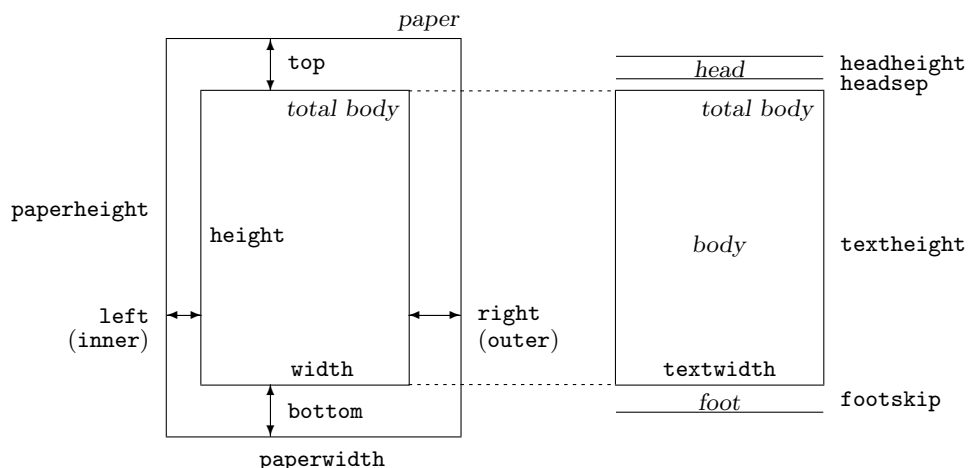 paper
top
total body
paperheight
height
left
(inner)
right
(outer)
width
bottom
paperwidth
head
headheight
headsep
total body
body
textheight
textwidth
foot
footskip